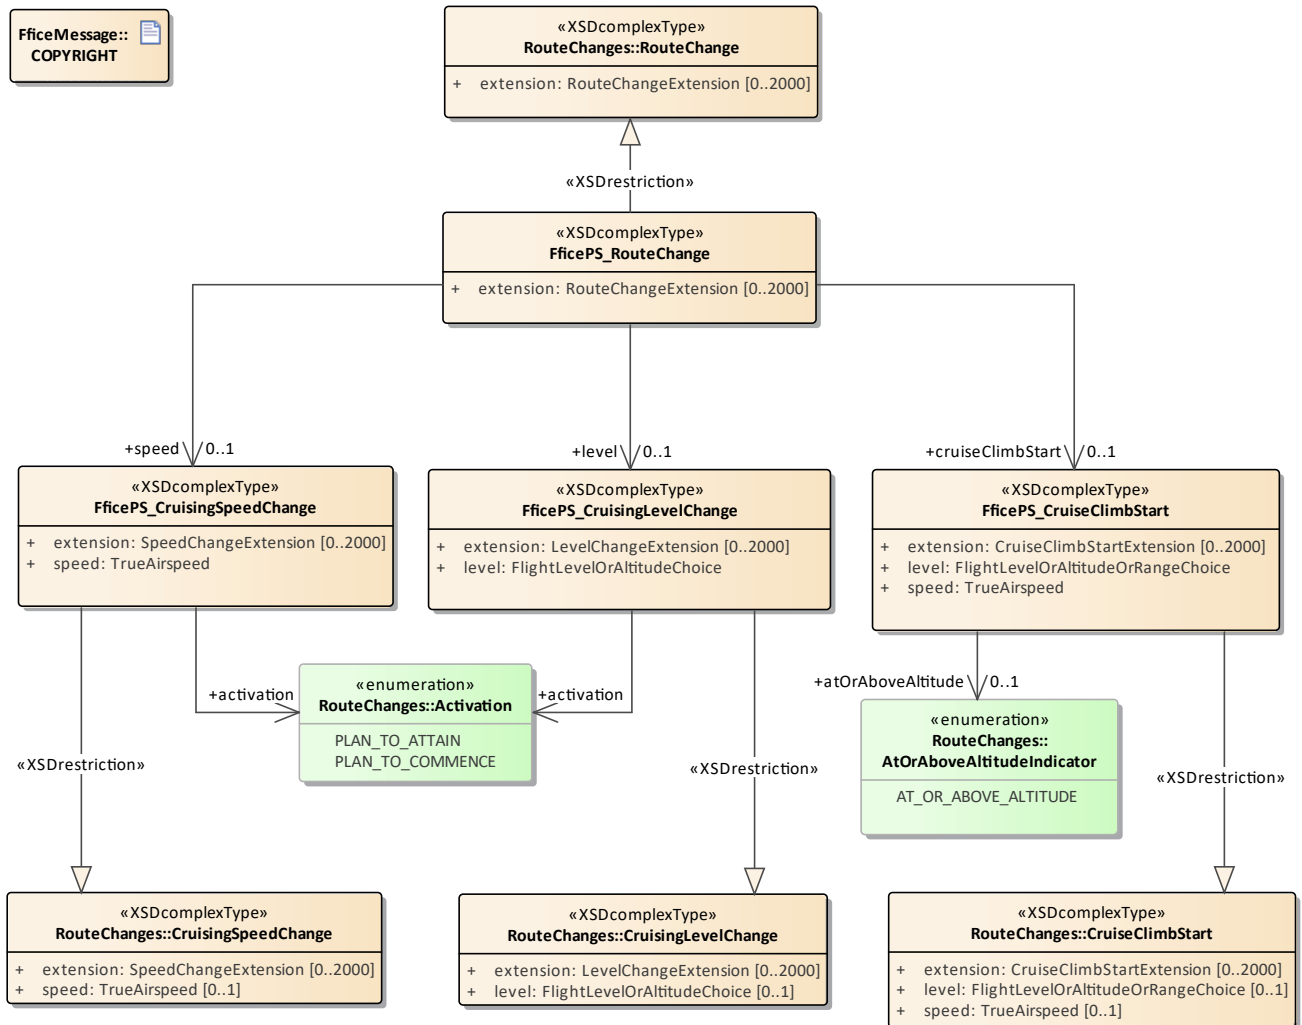 FficeMessage::
COPYRIGHT
«XSDcomplexType»
RouteChanges::RouteChange
+ extension: RouteChangeExtension [0..2000]
«XSDrestriction»
«XSDcomplexType»
FficePS_RouteChange
+ extension: RouteChangeExtension [0..2000]
+speed 0..1
+level 0..1
+cruiseClimbStart 0..1
«XSDcomplexType»
FficePS_CruisingSpeedChange
+ extension: SpeedChangeExtension [0..2000]
+ speed: TrueAirspeed
«XSDcomplexType»
FficePS_CruisingLevelChange
+ extension: LevelChangeExtension [0..2000]
+ level: FlightLevelOrAltitudeChoice
«XSDcomplexType»
FficePS_CruiseClimbStart
+ extension: CruiseClimbStartExtension [0..2000]
+ level: FlightLevelOrAltitudeOrRangeChoice
+ speed: TrueAirspeed
+activation
«enumeration»
RouteChanges::Activation
PLAN_TO_ATTAIN
PLAN_TO_COMMENCE
+activation
+atOrAboveAltitude 0..1
«enumeration»
RouteChanges::
AtOrAboveAltitudeIndicator
AT_OR_ABOVE_ALTITUDE
«XSDrestriction»
«XSDrestriction»
«XSDrestriction»
«XSDcomplexType»
RouteChanges::CruisingSpeedChange
+ extension: SpeedChangeExtension [0..2000]
+ speed: TrueAirspeed [0..1]
«XSDcomplexType»
RouteChanges::CruisingLevelChange
+ extension: LevelChangeExtension [0..2000]
+ level: FlightLevelOrAltitudeChoice [0..1]
«XSDcomplexType»
RouteChanges::CruiseClimbStart
+ extension: CruiseClimbStartExtension [0..2000]
+ level: FlightLevelOrAltitudeOrRangeChoice [0..1]
+ speed: TrueAirspeed [0..1]